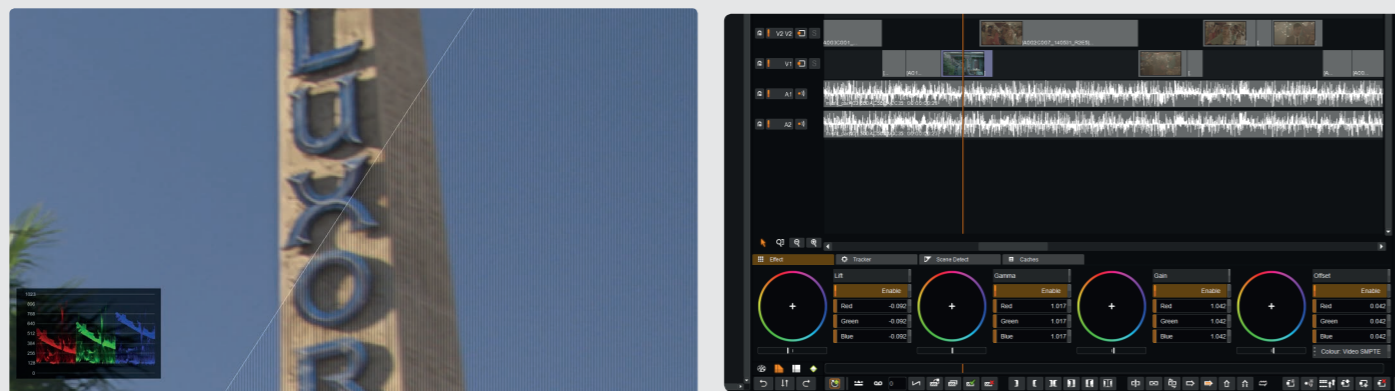 LUXOR
1023
896
768
640
512
384
256
128
0
V2 V2
A003C007_140501_R0E5[
V1
[A01...
A1
A2
Effect
Tracker
Scene Detect
Caches
Lift
Enable
Red -0.092
Green -0.092
Blue -0.092
Gamma
Enable
Red 1.017
Green 1.017
Blue 1.017
Gain
Enable
Red 1.042
Green 1.042
Blue 1.042
Offset
Enable
Red 0.042
Green 0.042
Blue 0.042
Colour: Video SMPTE
0